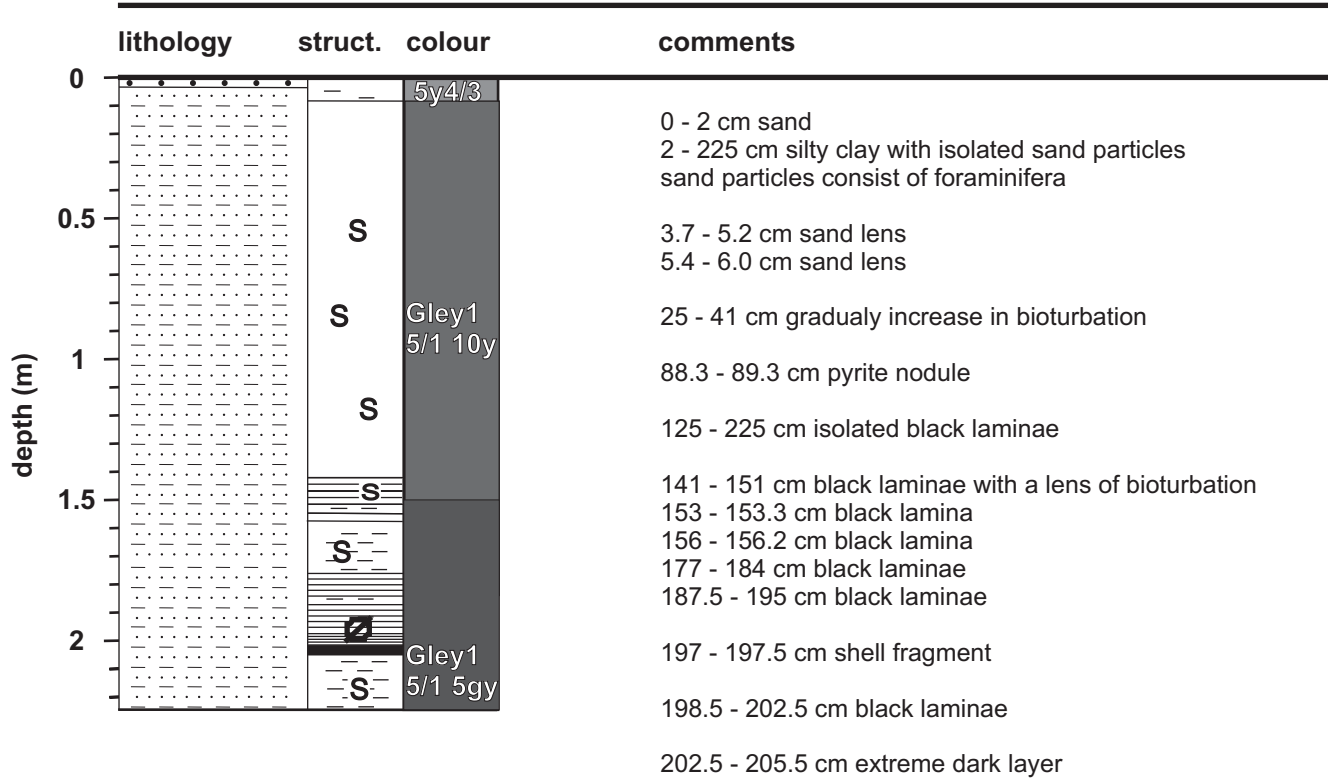 lithology struct. colour comments
0
0.5
1
1.5
2
depth (m)
5y4/3
S
S
Gley1
5/1 10y
S
S
S
Gley1
5/1 5gy
S
0 - 2 cm sand
2 - 225 cm silty clay with isolated sand particles
sand particles consist of foraminifera
3.7 - 5.2 cm sand lens
5.4 - 6.0 cm sand lens
25 - 41 cm gradualy increase in bioturbation
88.3 - 89.3 cm pyrite nodule
125 - 225 cm isolated black laminae
141 - 151 cm black laminae with a lens of bioturbation
153 - 153.3 cm black lamina
156 - 156.2 cm black lamina
177 - 184 cm black laminae
187.5 - 195 cm black laminae
197 - 197.5 cm shell fragment
198.5 - 202.5 cm black laminae
202.5 - 205.5 cm extreme dark layer